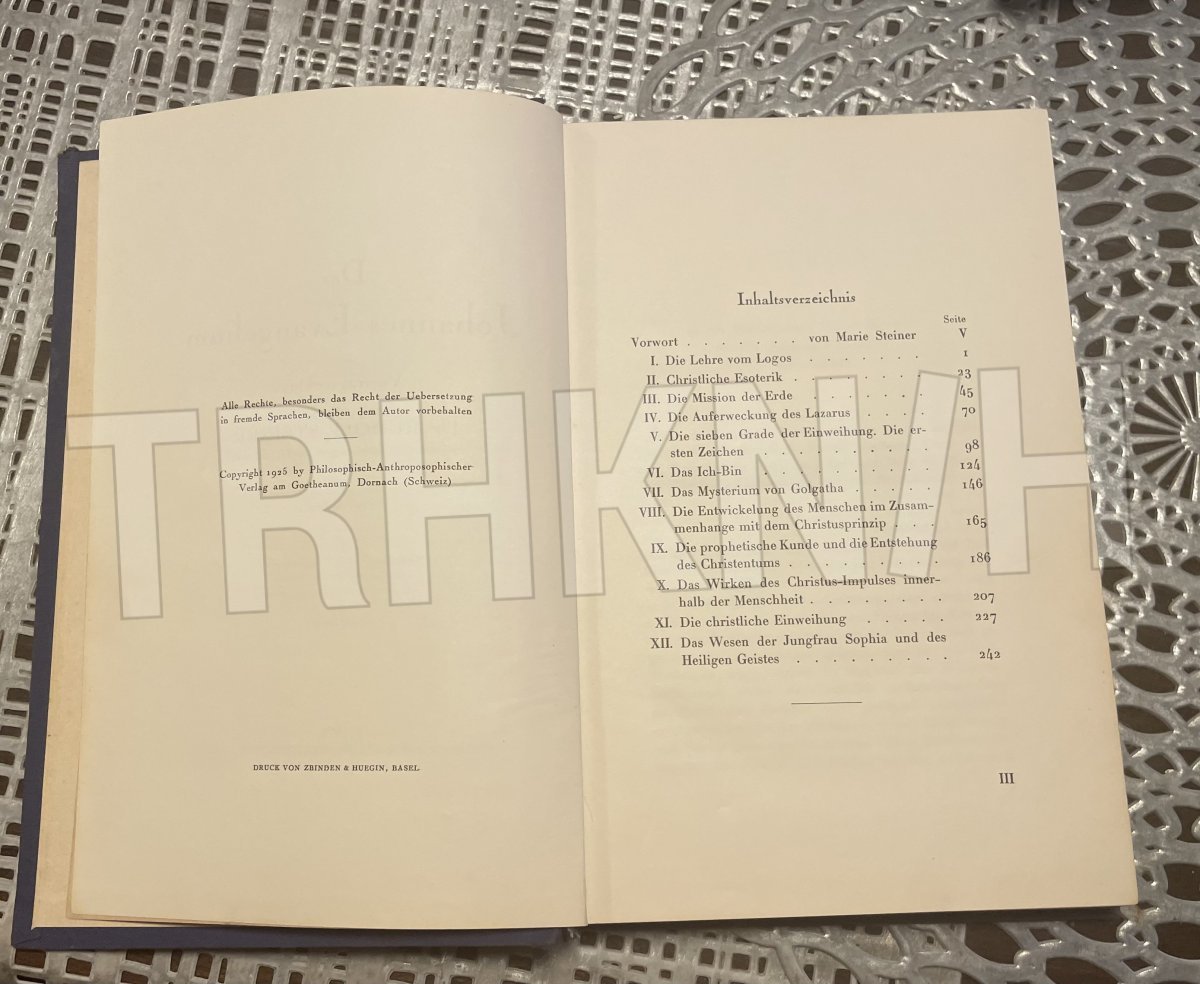 Alle Rechte, besonders das Recht der Uebersetzung
in fremde Sprachen, bleiben dem Autor vorbehalten
Copyright 1925 by Philosophisch-Anthroposophischer
Verlag am Goetheanum, Dornach (Schweiz)
DRUCK VON ZBINDEN & HUEGIN, BASEL
Inhaltsverzeichnis
Seite
Vorwort . . . . . . . von Marie Steiner V
I. Die Lehre vom Logos . . . . . . . 1
II. Christliche Esoterik . . . . . . . 23
III. Die Mission der Erde . . . . . . 45
IV. Die Auferweckung des Lazarus . . . . 70
V. Die sieben Grade der Einweihung. Die er-
sten Zeichen . . . . . . . . . . 98
VI. Das Ich-Bin . . . . . . . . . . 124
VII. Das Mysterium von Golgatha . . . . . 146
VIII. Die Entwickelung des Menschen im Zusam-
menhange mit dem Christusprinzip . . . 165
IX. Die prophetische Kunde und die Entstehung
des Christentums . . . . . . . . . 186
X. Das Wirken des Christus-Impulses inner-
halb der Menschheit . . . . . . . . 207
XI. Die christliche Einweihung . . . . . 227
XII. Das Wesen der Jungfrau Sophia und des
Heiligen Geistes . . . . . . . . . 242
III
TRHKN/H